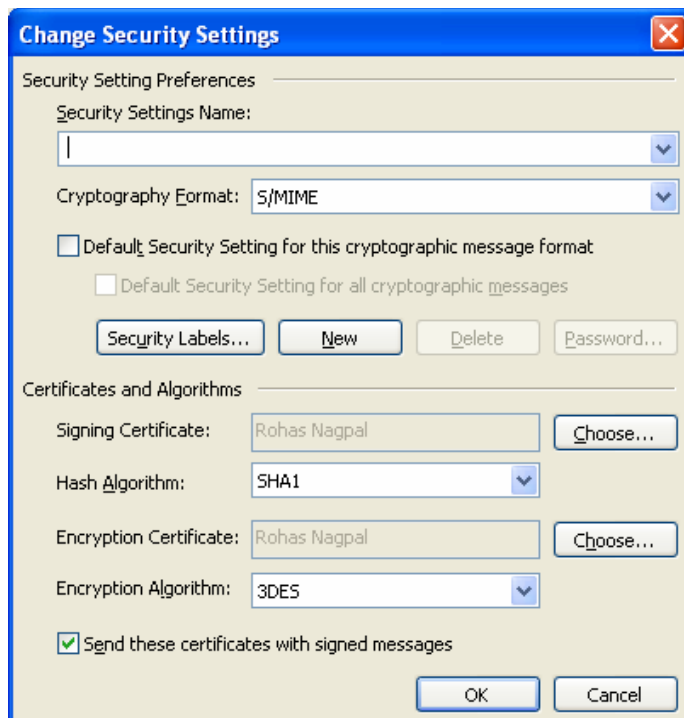 Change Security Settings
Security Setting Preferences
Security Settings Name:
Cryptography Format: S/MIME
Default Security Setting for this cryptographic message format
Default Security Setting for all cryptographic messages
Security Labels... New Delete Password...
Certificates and Algorithms
Signing Certificate: Rohas Nagpal Choose...
Hash Algorithm: SHA1
Encryption Certificate: Rohas Nagpal Choose...
Encryption Algorithm: 3DES
Send these certificates with signed messages
OK Cancel